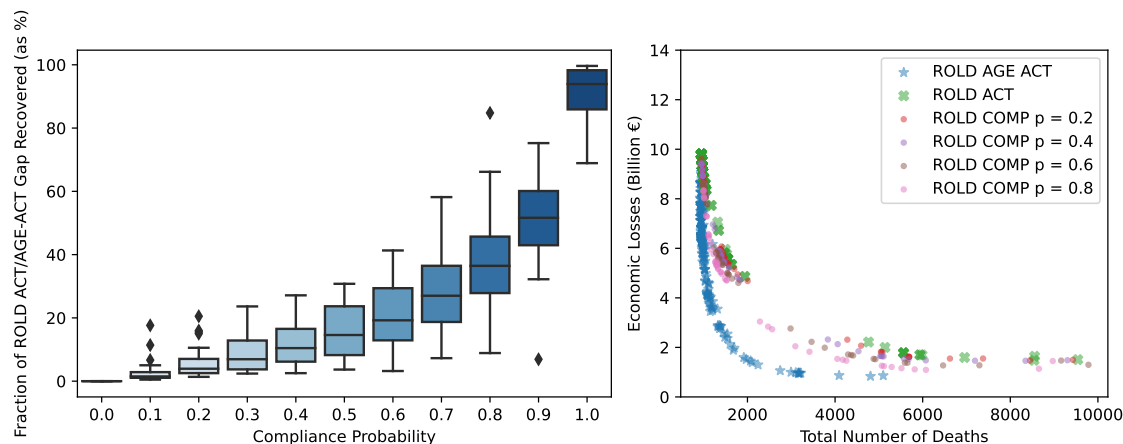 Fraction of ROLD ACT/AGE-ACT Gap Recovered (as %)
100
80
60
40
20
0
0.0 0.1 0.2 0.3 0.4 0.5 0.6 0.7 0.8 0.9 1.0
Compliance Probability
Economic Losses (Billion €)
14
12
10
8
6
4
2
0
2000 4000 6000 8000 10000
Total Number of Deaths
ROLD AGE ACT
ROLD ACT
ROLD COMP p = 0.2
ROLD COMP p = 0.4
ROLD COMP p = 0.6
ROLD COMP p = 0.8